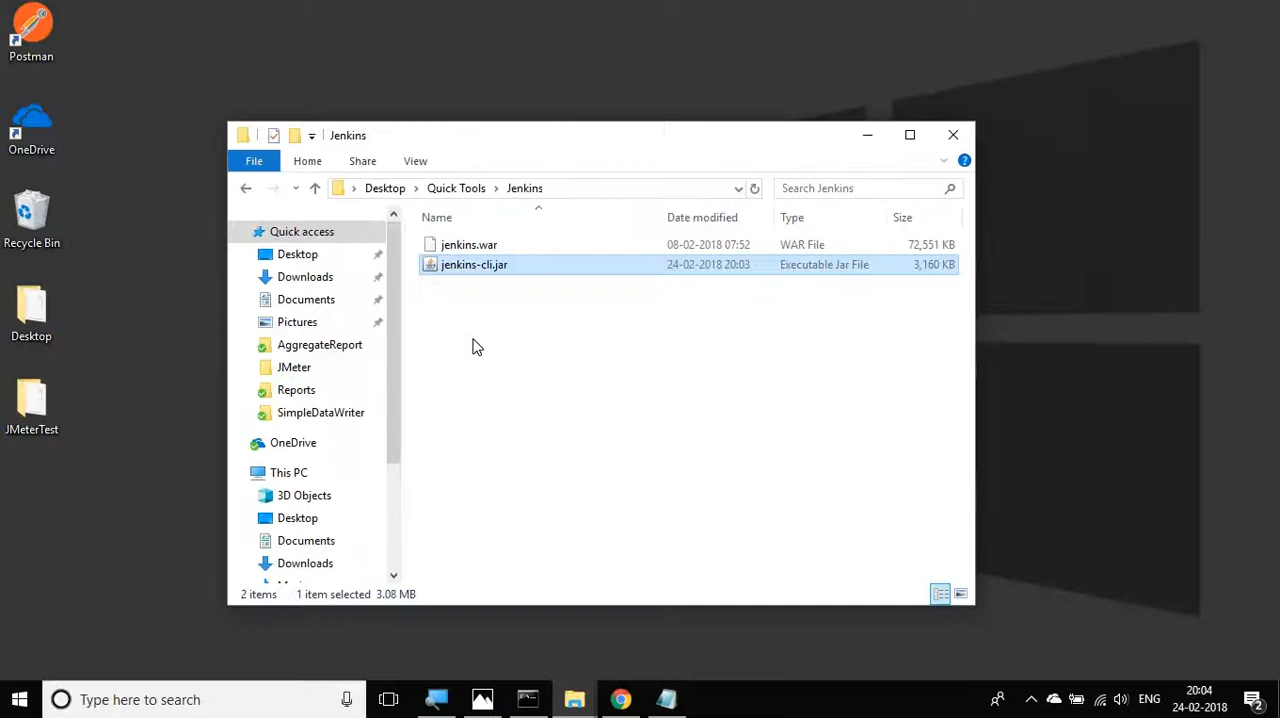 Postman
OneDrive
Recycle Bin
Desktop
JMeterTest
Jenkins
File Home Share View
Desktop Quick Tools Jenkins Search Jenkins
Name Date modified Type Size
jenkins.war 08-02-2018 07:52 WAR File 72,551 KB
jenkins-cli.jar 24-02-2018 20:03 Executable Jar File 3,160 KB
Quick access
Desktop
Downloads
Documents
Pictures
AggregateReport
JMeter
Reports
SimpleDataWriter
OneDrive
This PC
3D Objects
Desktop
Documents
Downloads
2 items 1 item selected 3.08 MB
Type here to search
ENG
20:04
24-02-2018
2